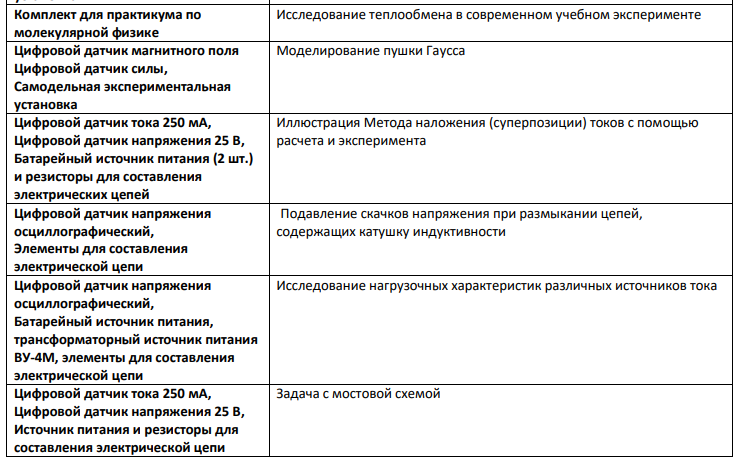 Комплект для практикума по
молекулярной физике
Исследование теплообмена в современном учебном эксперименте
Цифровой датчик магнитного поля
Цифровой датчик силы,
Самодельная экспериментальная
установка
Моделирование пушки Гаусса
Цифровой датчик тока 250 мА,
Цифровой датчик напряжения 25 В,
Батарейный источник питания (2 шт.)
и резисторы для составления
электрических цепей
Иллюстрация Метода наложения (суперпозиции) токов с помощью
расчета и эксперимента
Цифровой датчик напряжения
осциллографический,
Элементы для составления
электрической цепи
Подавление скачков напряжения при размыкании цепей,
содержащих катушку индуктивности
Цифровой датчик напряжения
осциллографический,
Батарейный источник питания,
трансформаторный источник питания
ВУ-4М, элементы для составления
электрической цепи
Исследование нагрузочных характеристик различных источников тока
Цифровой датчик тока 250 мА,
Цифровой датчик напряжения 25 В,
Источник питания и резисторы для
составления электрической цепи
Задача с мостовой схемой